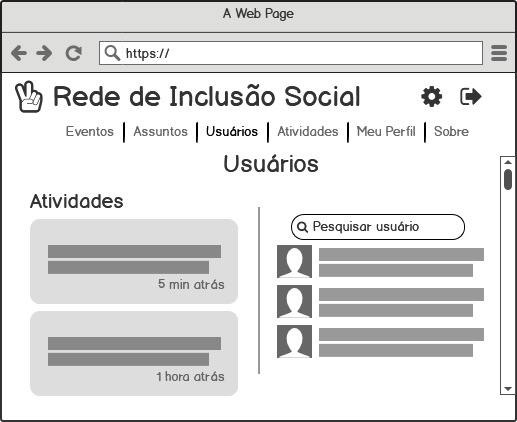 A Web Page
https://
Rede de Inclusão Social
Eventos Assuntos Usuários Atividades Meu Perfil Sobre
Usuários
Atividades
Pesquisar usuário
5 min atrás
1 hora atrás